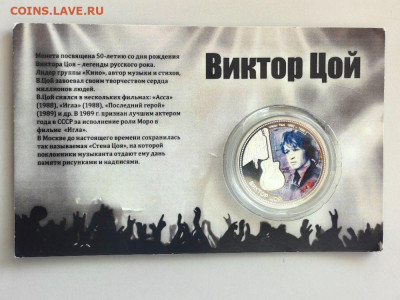 COINS.LAVE.RU
Монета посвящена 50-летию со дня рождения
Виктора Цоя – легенды русского рока.
Лидер группы «Кино», автор музыки и стихов,
В.Цой завоевал своим творчеством сердца
миллионов людей.
В.Цой снялся в нескольких фильмах: «Асса»
(1988), «Игла» (1988), «Последний герой»
(1989) и др. В 1989 г. признан лучшим актером
года в СССР за исполнение роли Моро в
фильме «Игла».
В Москве до настоящего времени сохранилась
так называемая «Стена Цоя», на которой
поклонники музыканта отдают ему дань
памяти рисунками и надписями.
Виктор Цой
ВИКТОР ЦОЙ